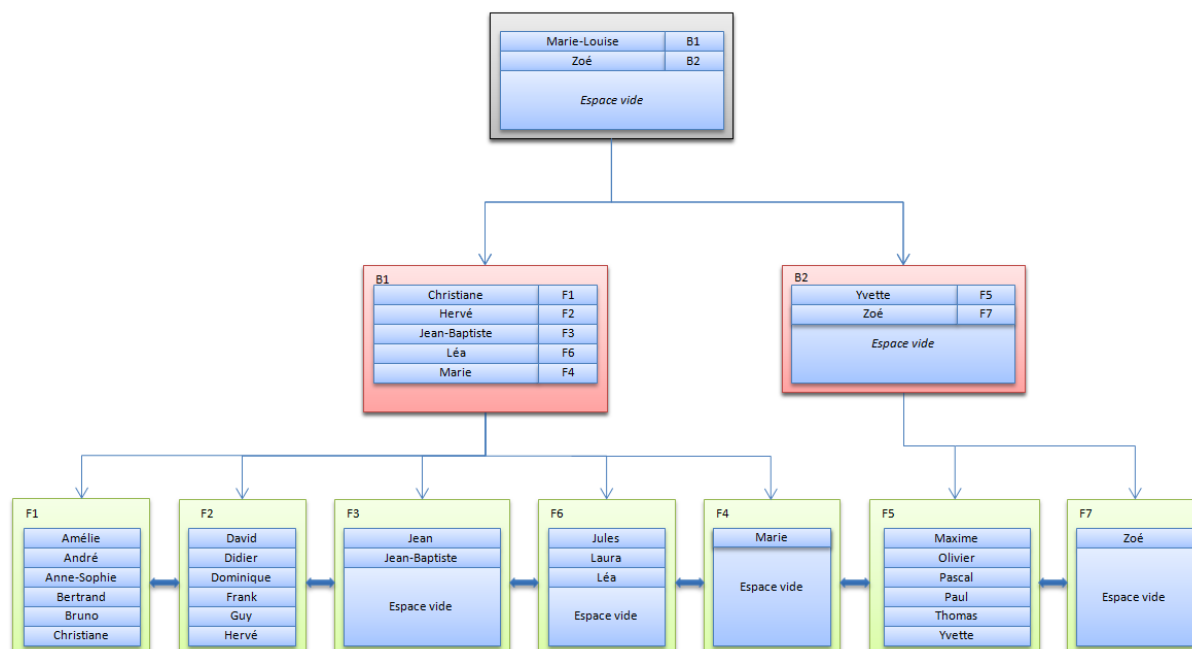 Marie-Louise B1
Zoé B2
Espace vide
B1
Christiane F1
Hervé F2
Jean-Baptiste F3
Léa F6
Marie F4
B2
Yvette F5
Zoé F7
Espace vide
F1
Amélie
André
Anne-Sophie
Bertrand
Bruno
Christiane
F2
David
Didier
Dominique
Frank
Guy
Hervé
F3
Jean
Jean-Baptiste
Espace vide
F6
Jules
Laura
Léa
Espace vide
F4
Marie
Espace vide
F5
Maxime
Olivier
Pascal
Paul
Thomas
Yvette
F7
Zoé
Espace vide